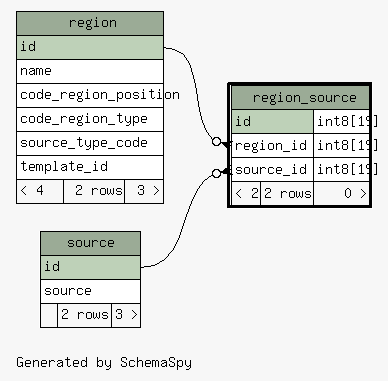 region
id
name
code_region_position
code_region_type
source_type_code
template_id
< 4 2 rows 3 >
region_source
id int8[19]
region_id int8[19]
source_id int8[19]
< 2 2 rows 0 >
source
id
source
2 rows 3 >
Generated by SchemaSpy